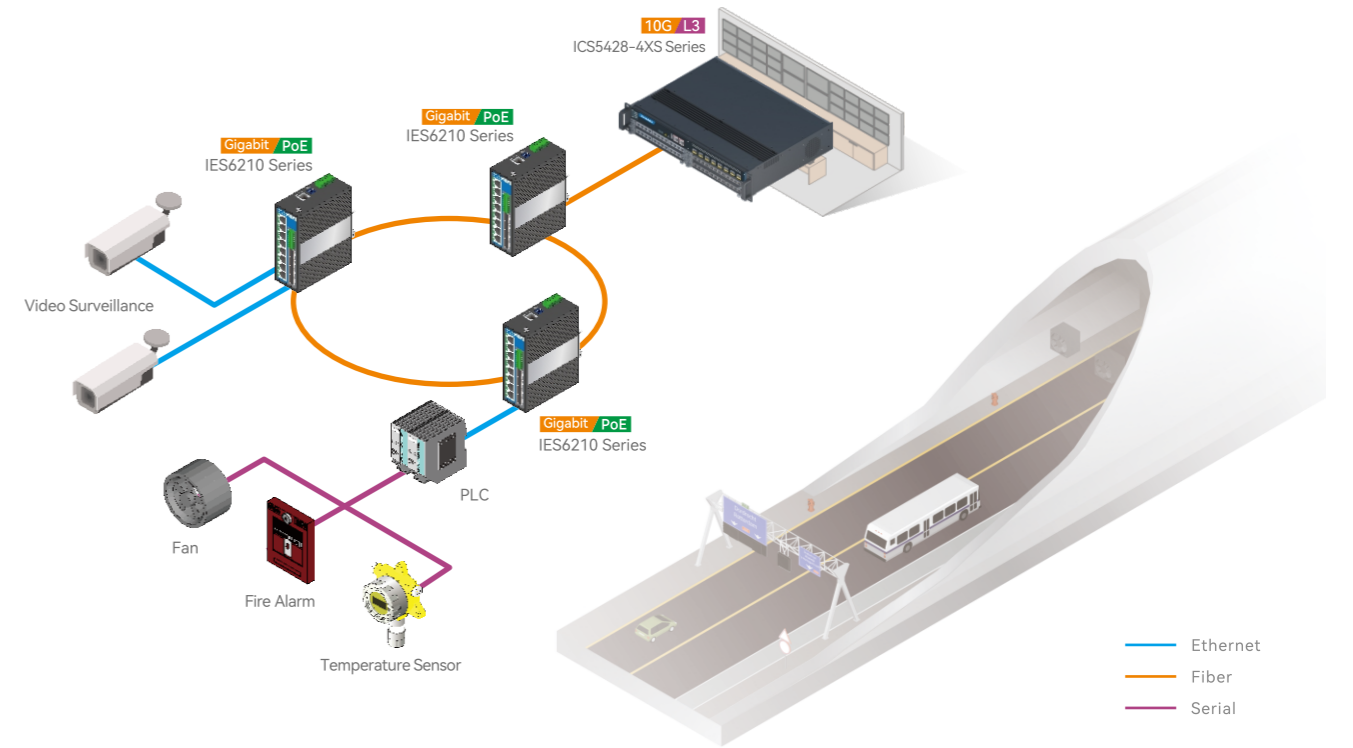 10G L3
ICS5428-4XS Series
Gigabit PoE
IES6210 Series
Gigabit PoE
IES6210 Series
Video Surveillance
Gigabit PoE
IES6210 Series
PLC
Fan
Fire Alarm
Temperature Sensor
Ethernet
Fiber
Serial